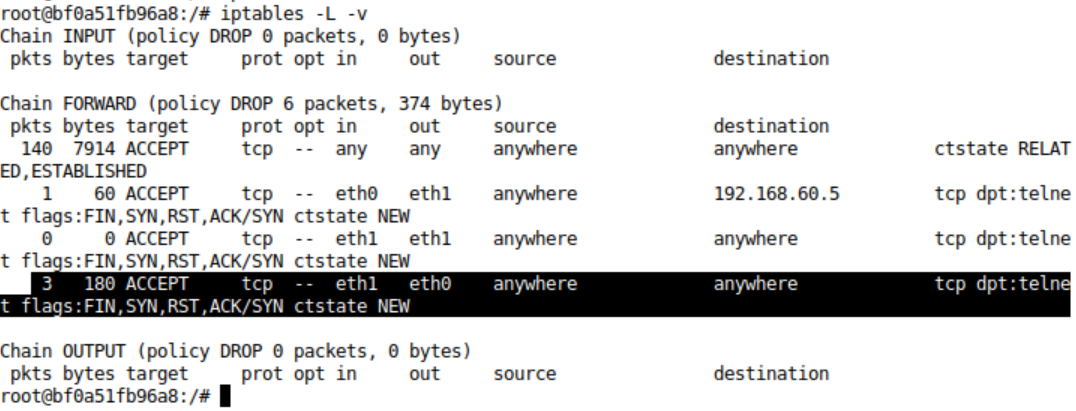 root@bf0a51fb96a8:/# iptables -L -v
Chain INPUT (policy DROP 0 packets, 0 bytes)
 pkts bytes target     prot opt in     out     source               destination

Chain FORWARD (policy DROP 6 packets, 374 bytes)
 pkts bytes target     prot opt in     out     source               destination
  140  7914 ACCEPT     tcp  --  any    any     anywhere             anywhere             ctstate RELAT
ED,ESTABLISHED
    1    60 ACCEPT     tcp  --  eth0   eth1    anywhere             192.168.60.5         tcp dpt:telne
t flags:FIN,SYN,RST,ACK/SYN ctstate NEW
    0     0 ACCEPT     tcp  --  eth1   eth1    anywhere             anywhere             tcp dpt:telne
t flags:FIN,SYN,RST,ACK/SYN ctstate NEW
    3   180 ACCEPT     tcp  --  eth1   eth0    anywhere             anywhere             tcp dpt:telne
t flags:FIN,SYN,RST,ACK/SYN ctstate NEW

Chain OUTPUT (policy DROP 0 packets, 0 bytes)
 pkts bytes target     prot opt in     out     source               destination
root@bf0a51fb96a8:/#